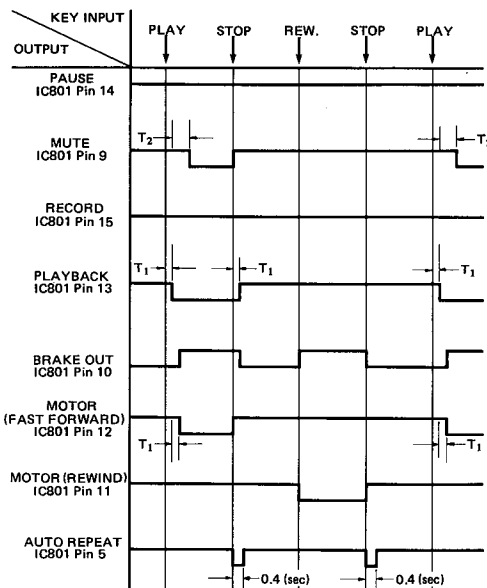 KEY INPUT
OUTPUT
PLAY STOP REW. STOP PLAY
PAUSE
IC801 Pin 14
T2 T
MUTE
IC801 Pin 9
RECORD
IC801 Pin 15
T1 T1 T1
PLAYBACK
IC801 Pin 13
BRAKE OUT
IC801 Pin 10
MOTOR
(FAST FORWARD)
IC801 Pin 12
T1 T1
MOTOR (REWIND)
IC801 Pin 11
AUTO REPEAT
IC801 Pin 5
0.4 (sec) 0.4 (sec)